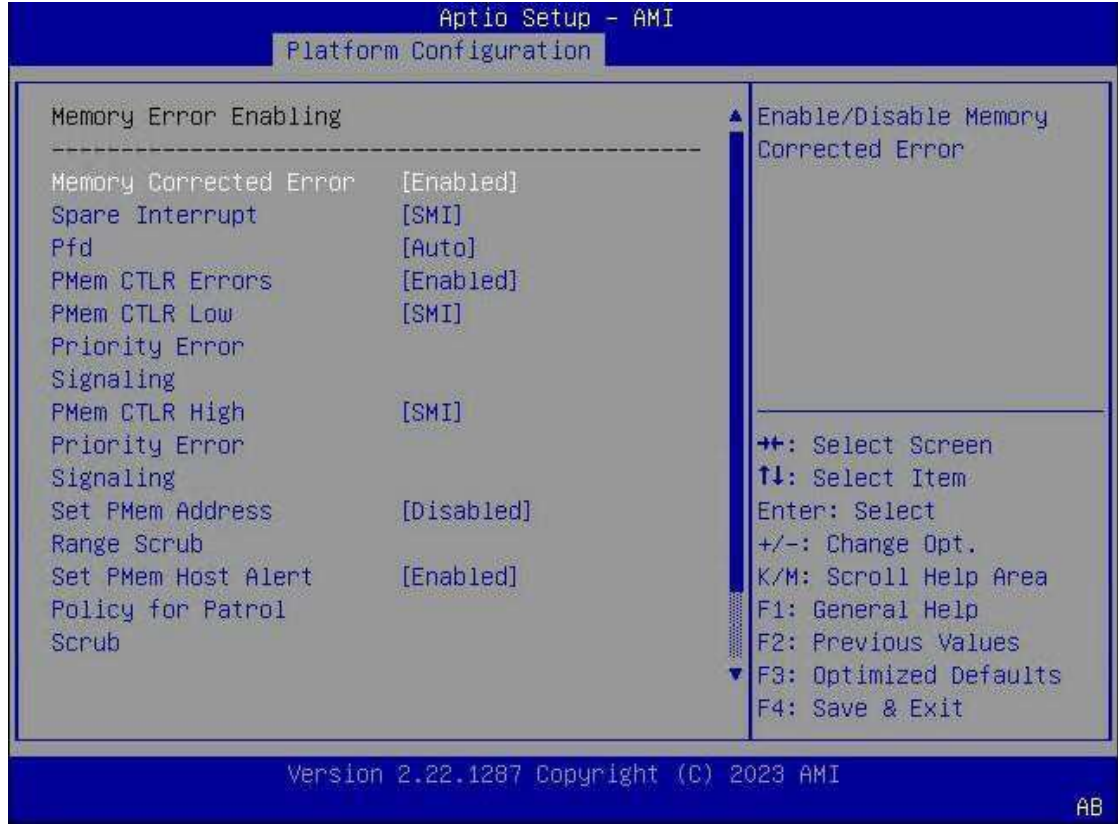 Aptio Setup – AMI
Platform Configuration
Memory Error Enabling
--------------------------------------------------
Memory Corrected Error [Enabled]
Spare Interrupt [SMI]
Pfd [Auto]
PMem CTLR Errors [Enabled]
PMem CTLR Low [SMI]
Priority Error
Signaling
PMem CTLR High [SMI]
Priority Error
Signaling
Set PMem Address [Disabled]
Range Scrub
Set PMem Host Alert [Enabled]
Policy for Patrol
Scrub
Enable/Disable Memory
Corrected Error
→←: Select Screen
↑↓: Select Item
Enter: Select
+/-: Change Opt.
K/M: Scroll Help Area
F1: General Help
F2: Previous Values
F3: Optimized Defaults
F4: Save & Exit
Version 2.22.1287 Copyright (C) 2023 AMI
AB